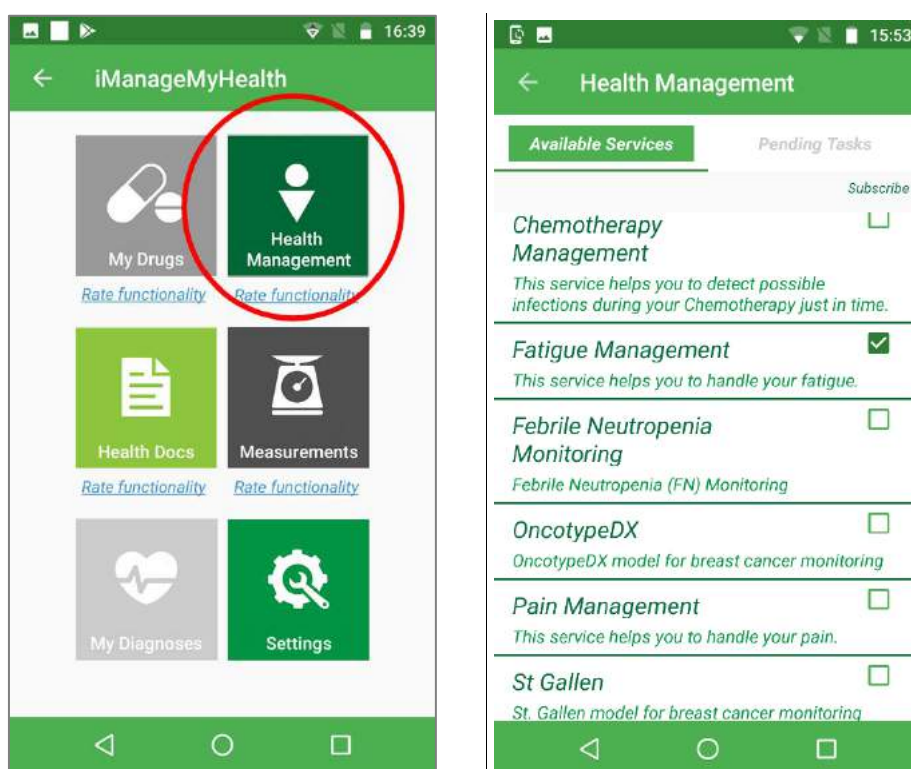 16:39
iManageMyHealth
My Drugs
Health
Management
Rate functionality
Rate functionality
Health Docs
Measurements
Rate functionality
Rate functionality
My Diagnoses
Settings
15:53
Health Management
Available Services
Pending Tasks
Subscribe
Chemotherapy
Management
This service helps you to detect possible
infections during your Chemotherapy just in time.
Fatigue Management
This service helps you to handle your fatigue.
Febrile Neutropenia
Monitoring
Febrile Neutropenia (FN) Monitoring
OncotypeDX
OncotypeDX model for breast cancer monitoring
Pain Management
This service helps you to handle your pain.
St Gallen
St. Gallen model for breast cancer monitoring